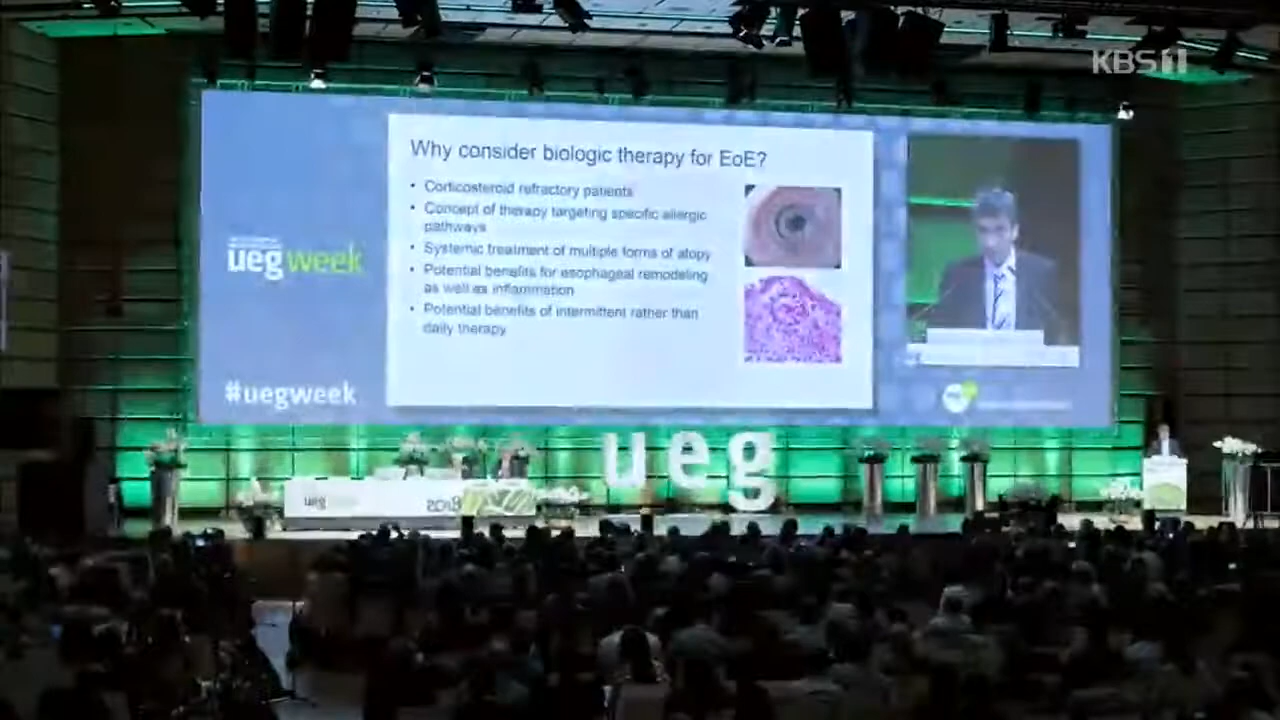 KBS 1
Why consider biologic therapy for EoE?
• Corticosteroid refractory patients
• Concept of therapy targeting specific allergic
pathways
• Systemic treatment of multiple forms of atopy
• Potential benefits for esophageal remodeling
as well as inflammation
• Potential benefits of intermittent rather than
daily therapy
ueg week
#uegweek
ueg
ueg
2018